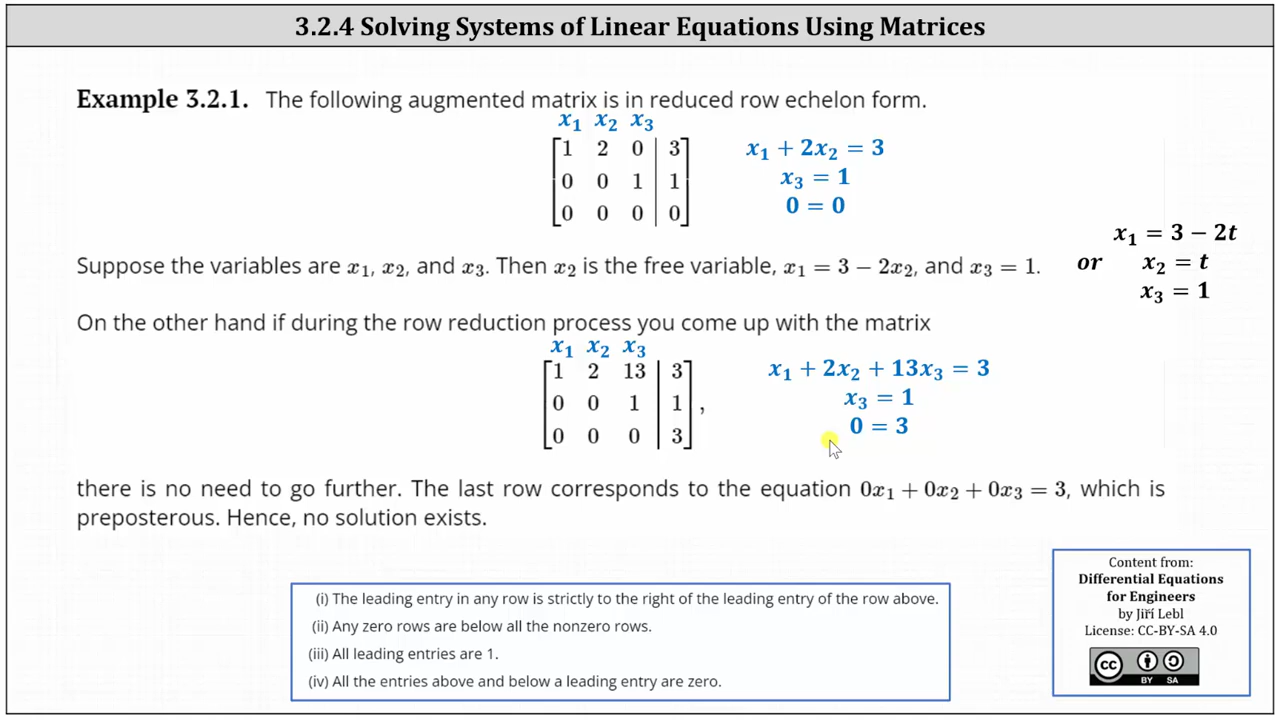 3.2.4 Solving Systems of Linear Equations Using Matrices
Example 3.2.1. The following augmented matrix is in reduced row echelon form.
x₁ x₂ x₃
1 2 0 | 3
0 0 1 | 1
0 0 0 | 0
x₁ + 2x₂ = 3
x₃ = 1
0 = 0
Suppose the variables are x₁, x₂, and x₃. Then x₂ is the free variable, x₁ = 3 − 2x₂, and x₃ = 1.
or
x₁ = 3 − 2t
x₂ = t
x₃ = 1
On the other hand if during the row reduction process you come up with the matrix
x₁ x₂ x₃
1 2 13 | 3
0 0 1 | 1 ,
0 0 0 | 3
x₁ + 2x₂ + 13x₃ = 3
x₃ = 1
0 = 3
there is no need to go further. The last row corresponds to the equation 0x₁ + 0x₂ + 0x₃ = 3, which is
preposterous. Hence, no solution exists.
(i) The leading entry in any row is strictly to the right of the leading entry of the row above.
(ii) Any zero rows are below all the nonzero rows.
(iii) All leading entries are 1.
(iv) All the entries above and below a leading entry are zero.
Content from:
Differential Equations
for Engineers
by Jiří Lebl
License: CC-BY-SA 4.0
cc
BY SA